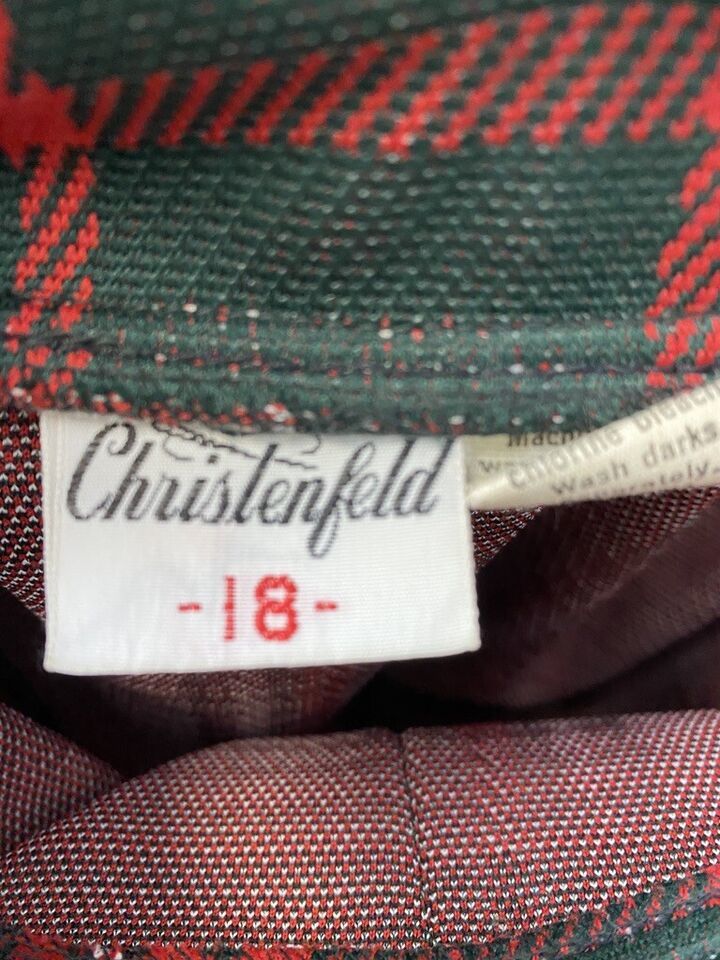 Christenfeld
-18-
Chlorine bleach
Wash darks